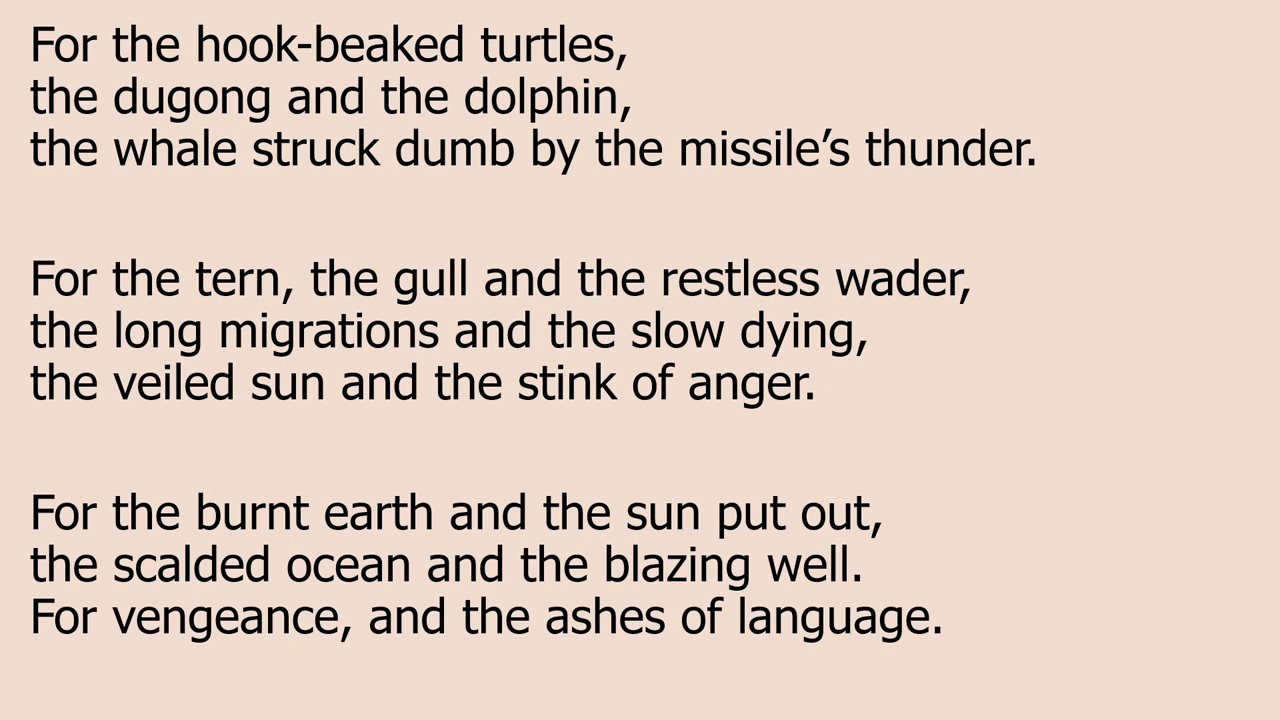 For the hook-beaked turtles,
the dugong and the dolphin,
the whale struck dumb by the missile’s thunder.
For the tern, the gull and the restless wader,
the long migrations and the slow dying,
the veiled sun and the stink of anger.
For the burnt earth and the sun put out,
the scalded ocean and the blazing well.
For vengeance, and the ashes of language.